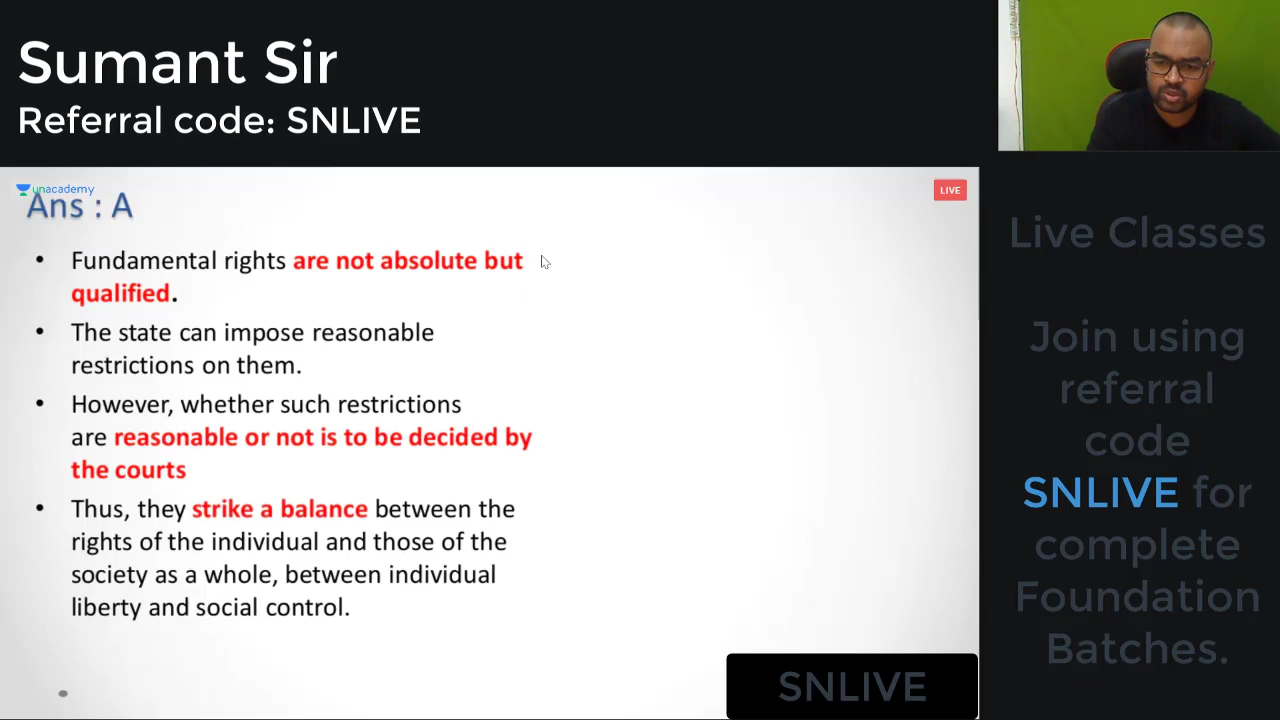 Sumant Sir
Referral code: SNLIVE
unacademy
LIVE
Ans : A
• Fundamental rights are not absolute but
qualified.
• The state can impose reasonable
restrictions on them.
• However, whether such restrictions
are reasonable or not is to be decided by
the courts
• Thus, they strike a balance between the
rights of the individual and those of the
society as a whole, between individual
liberty and social control.
SNLIVE
Live Classes
Join using
referral
code
SNLIVE for
complete
Foundation
Batches.